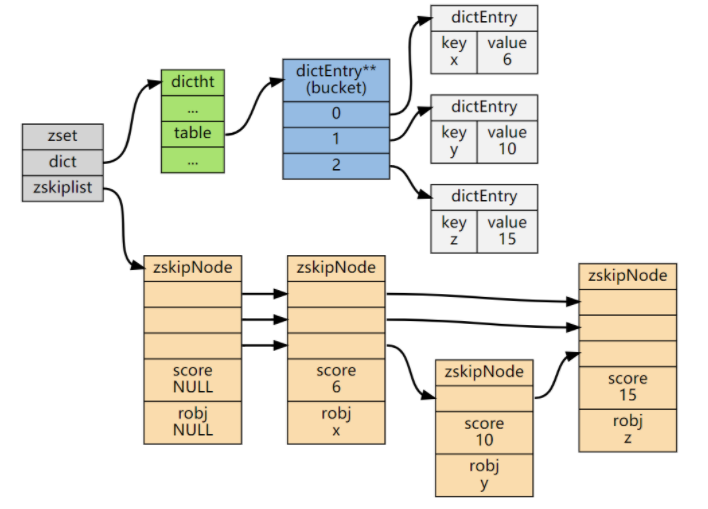 zset
dict
zskiplist
dictht
...
table
...
dictEntry**
(bucket)
0
1
2
dictEntry
key
x
value
6
dictEntry
key
y
value
10
dictEntry
key
z
value
15
zskipNode
score
NULL
robj
NULL
zskipNode
score
6
robj
x
zskipNode
score
10
robj
y
zskipNode
score
15
robj
z